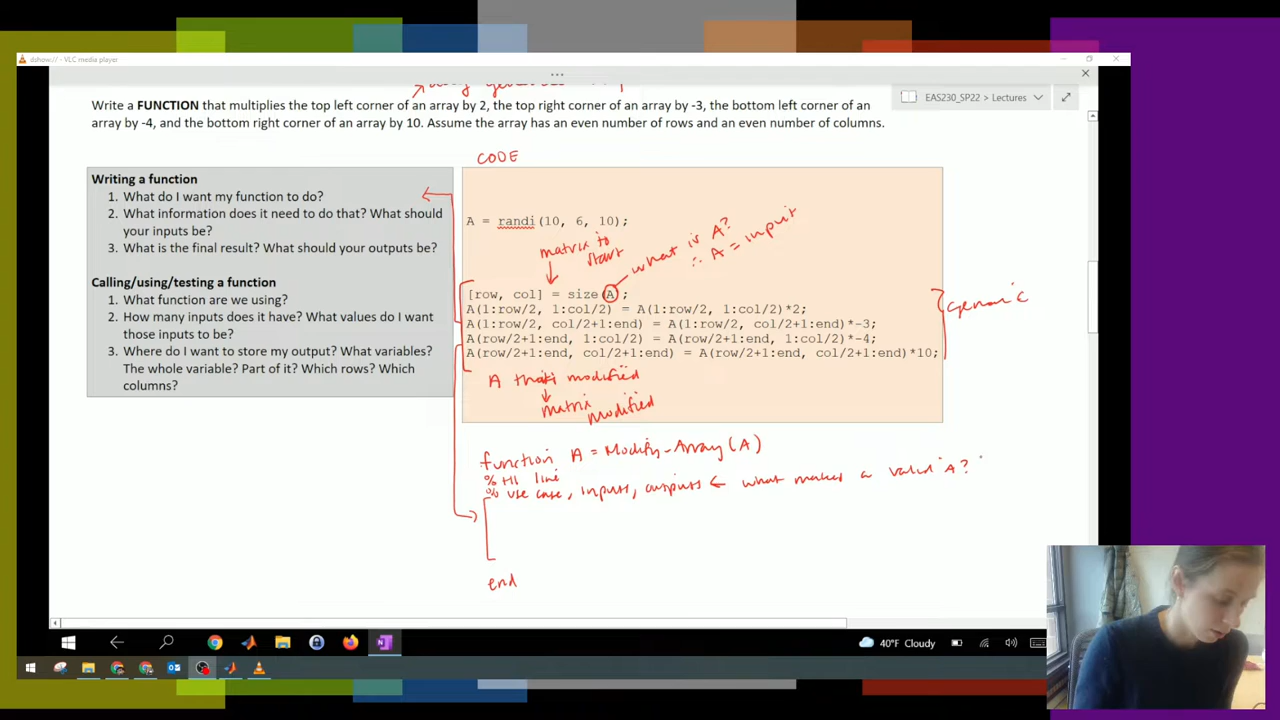 dshow:// - VLC media player
EAS230_SP22 > Lectures
Write a FUNCTION that multiplies the top left corner of an array by 2, the top right corner of an array by -3, the bottom left corner of an
array by -4, and the bottom right corner of an array by 10. Assume the array has an even number of rows and an even number of columns.
CODE
Writing a function
1. What do I want my function to do?
2. What information does it need to do that? What should
your inputs be?
3. What is the final result? What should your outputs be?
Calling/using/testing a function
1. What function are we using?
2. How many inputs does it have? What values do I want
those inputs to be?
3. Where do I want to store my output? What variables?
The whole variable? Part of it? Which rows? Which
columns?
A = randi(10, 6, 10);
matrix to
start
what is A?
∴ A = input
[row, col] = size(A);
A(1:row/2, 1:col/2) = A(1:row/2, 1:col/2)*2;
A(1:row/2, col/2+1:end) = A(1:row/2, col/2+1:end)*-3;
A(row/2+1:end, 1:col/2) = A(row/2+1:end, 1:col/2)*-4;
A(row/2+1:end, col/2+1:end) = A(row/2+1:end, col/2+1:end)*10;
generic
A that's modified
matrix
modified
function A = Modify-Array(A)
% H1 line
% use case, inputs, outputs ← what makes a valid "A?"
end
40°F Cloudy